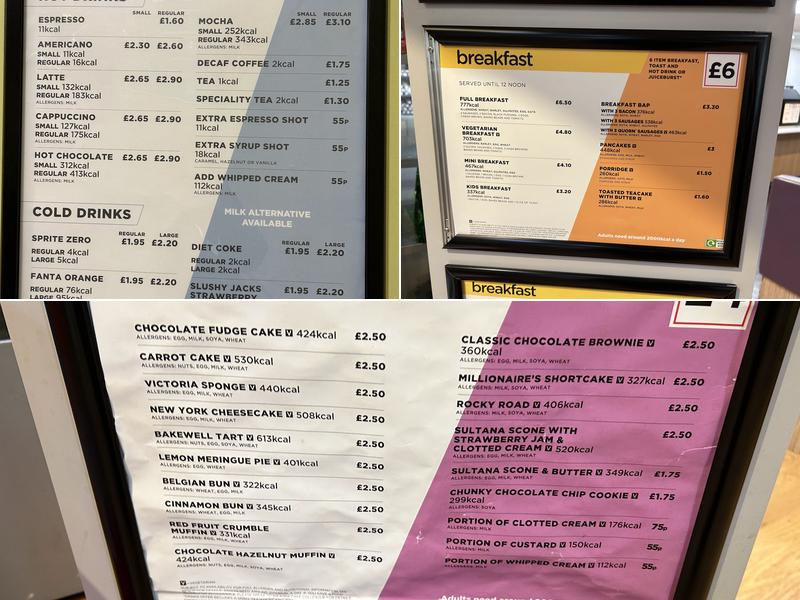 HOT DRINKS
SMALL REGULAR
ESPRESSO £1.60
11kcal
AMERICANO £2.30 £2.60
SMALL 11kcal
REGULAR 16kcal
LATTE £2.65 £2.90
SMALL 132kcal
REGULAR 183kcal
ALLERGENS: MILK
CAPPUCCINO £2.65 £2.90
SMALL 127kcal
REGULAR 175kcal
ALLERGENS: MILK
HOT CHOCOLATE £2.65 £2.90
SMALL 312kcal
REGULAR 413kcal
ALLERGENS: MILK
SMALL REGULAR
MOCHA £2.85 £3.10
SMALL 252kcal
REGULAR 343kcal
ALLERGENS: MILK
DECAF COFFEE 2kcal £1.75
TEA 1kcal £1.25
SPECIALITY TEA 2kcal £1.30
EXTRA ESPRESSO SHOT 55p
11kcal
EXTRA SYRUP SHOT 55p
18kcal
CARAMEL, HAZELNUT OR VANILLA
ADD WHIPPED CREAM 55p
112kcal
ALLERGENS: MILK
MILK ALTERNATIVE
AVAILABLE
COLD DRINKS
REGULAR LARGE
SPRITE ZERO £1.95 £2.20
REGULAR 4kcal
LARGE 5kcal
FANTA ORANGE £1.95 £2.20
REGULAR 76kcal
LARGE 95kcal
REGULAR LARGE
DIET COKE £1.95 £2.20
REGULAR 2kcal
LARGE 2kcal
SLUSHY JACKS £1.95 £2.20
STRAWBERRY
breakfast
6 ITEM BREAKFAST,
TOAST AND
HOT DRINK OR
JUICEBURST*
£6
SERVED UNTIL 12 NOON
FULL BREAKFAST £6.50
777kcal
VEGETARIAN £4.80
BREAKFAST V
703kcal
MINI BREAKFAST £4.10
467kcal
KIDS BREAKFAST £3.20
337kcal
BREAKFAST BAP £3.30
WITH 3 BACON 376kcal
WITH 3 SAUSAGES 538kcal
WITH 2 QUORN SAUSAGES V 463kcal
PANCAKES V £3
448kcal
PORRIDGE V £1.50
260kcal
TOASTED TEACAKE £1.60
WITH BUTTER V
286kcal
Adults need around 2000kcal a day
breakfast
CHOCOLATE FUDGE CAKE V 424kcal £2.50
ALLERGENS: EGG, MILK, SOYA, WHEAT
CARROT CAKE V 530kcal £2.50
ALLERGENS: NUTS, EGG, MILK, WHEAT
VICTORIA SPONGE V 440kcal £2.50
ALLERGENS: EGG, MILK, WHEAT
NEW YORK CHEESECAKE V 508kcal £2.50
ALLERGENS: EGG, MILK, WHEAT
BAKEWELL TART V 613kcal £2.50
ALLERGENS: NUTS, EGG, SOYA, WHEAT
LEMON MERINGUE PIE V 401kcal £2.50
ALLERGENS: EGG, MILK, WHEAT
BELGIAN BUN V 322kcal £2.50
ALLERGENS: WHEAT, EGG, MILK
CINNAMON BUN V 345kcal £2.50
ALLERGENS: WHEAT, EGG, MILK
RED FRUIT CRUMBLE £2.50
MUFFIN V 331kcal
CHOCOLATE HAZELNUT MUFFIN V £2.50
424kcal
ALLERGENS: NUTS, EGG, MILK, SOYA, WHEAT
V = VEGETARIAN
CLASSIC CHOCOLATE BROWNIE V £2.50
360kcal
ALLERGENS: EGG, MILK, SOYA, WHEAT
MILLIONAIRE'S SHORTCAKE V 327kcal £2.50
ALLERGENS: MILK, SOYA, WHEAT
ROCKY ROAD V 406kcal £2.50
ALLERGENS: MILK, SOYA, WHEAT
SULTANA SCONE WITH £2.50
STRAWBERRY JAM &
CLOTTED CREAM V 520kcal
ALLERGENS: EGG, MILK, WHEAT
SULTANA SCONE & BUTTER V 349kcal £1.75
ALLERGENS: EGG, MILK, WHEAT
CHUNKY CHOCOLATE CHIP COOKIE V £1.75
299kcal
ALLERGENS: SOYA
PORTION OF CLOTTED CREAM V 176kcal 75p
ALLERGENS: MILK
PORTION OF CUSTARD V 150kcal 55p
ALLERGENS: MILK
PORTION OF WHIPPED CREAM V 112kcal 55p
ALLERGENS: MILK
Adults need around